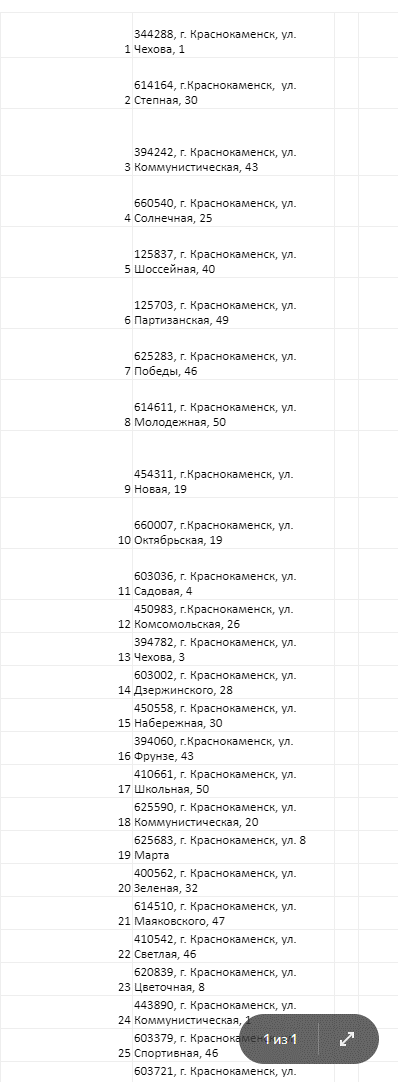 344288, г. Краснокаменск, ул.
1 Чехова, 1
614164, г.Краснокаменск,  ул.
2 Степная, 30
394242, г. Краснокаменск, ул.
3 Коммунистическая, 43
660540, г. Краснокаменск, ул.
4 Солнечная, 25
125837, г. Краснокаменск, ул.
5 Шоссейная, 40
125703, г. Краснокаменск, ул.
6 Партизанская, 49
625283, г. Краснокаменск, ул.
7 Победы, 46
614611, г. Краснокаменск, ул.
8 Молодежная, 50
454311, г.Краснокаменск, ул.
9 Новая, 19
660007, г.Краснокаменск, ул.
10 Октябрьская, 19
603036, г. Краснокаменск, ул.
11 Садовая, 4
450983, г.Краснокаменск, ул.
12 Комсомольская, 26
394782, г. Краснокаменск, ул.
13 Чехова, 3
603002, г. Краснокаменск, ул.
14 Дзержинского, 28
450558, г. Краснокаменск, ул.
15 Набережная, 30
394060, г.Краснокаменск, ул.
16 Фрунзе, 43
410661, г. Краснокаменск, ул.
17 Школьная, 50
625590, г. Краснокаменск, ул.
18 Коммунистическая, 20
625683, г. Краснокаменск, ул. 8
19 Марта
400562, г. Краснокаменск, ул.
20 Зеленая, 32
614510, г. Краснокаменск, ул.
21 Маяковского, 47
410542, г. Краснокаменск, ул.
22 Светлая, 46
620839, г. Краснокаменск, ул.
23 Цветочная, 8
443890, г. Краснокаменск, ул.
24 Коммунистическая, 1
603379, г. Краснокаменск, ул.
25 Спортивная, 46
603721, г. Краснокаменск, ул.
1 из 1